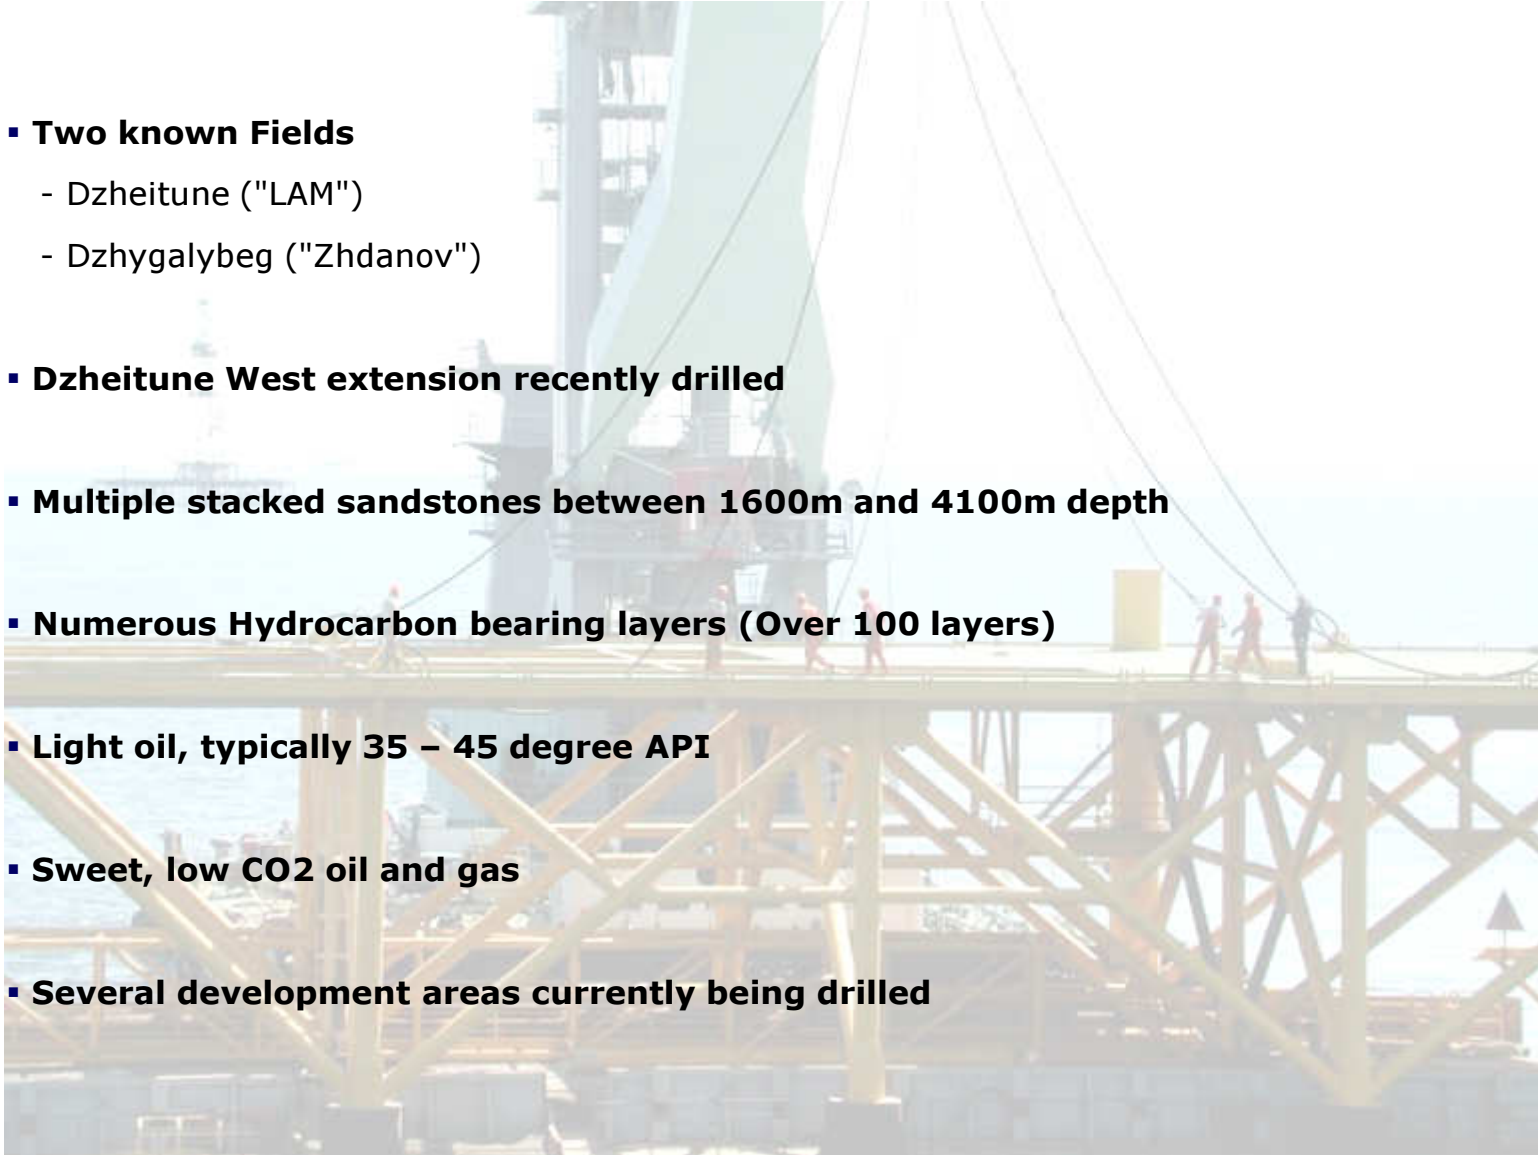 ▪ Two known Fields
- Dzheitune ("LAM")
- Dzhygalybeg ("Zhdanov")
▪ Dzheitune West extension recently drilled
▪ Multiple stacked sandstones between 1600m and 4100m depth
▪ Numerous Hydrocarbon bearing layers (Over 100 layers)
▪ Light oil, typically 35 – 45 degree API
▪ Sweet, low CO2 oil and gas
▪ Several development areas currently being drilled